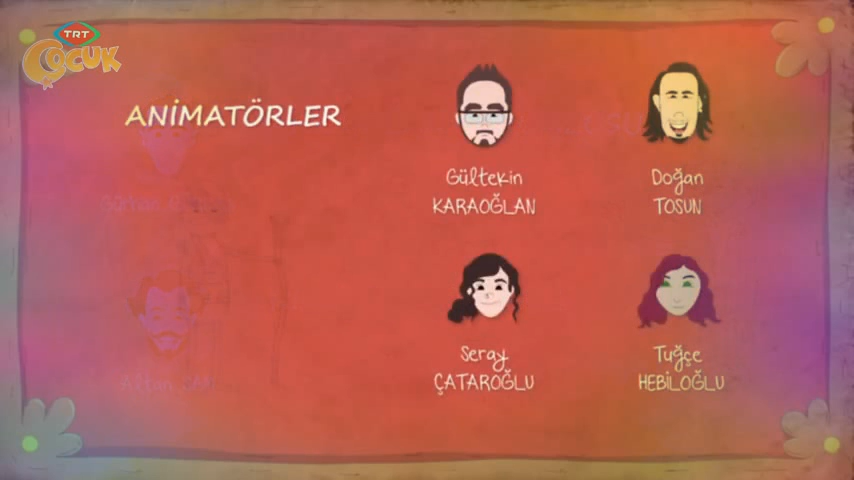 TRT
ÇOCUK
ANİMATÖRLER
Gültekin
KARAOĞLAN
Doğan
TOSUN
Seray
ÇATAROĞLU
Tuğçe
HEBİLOĞLU